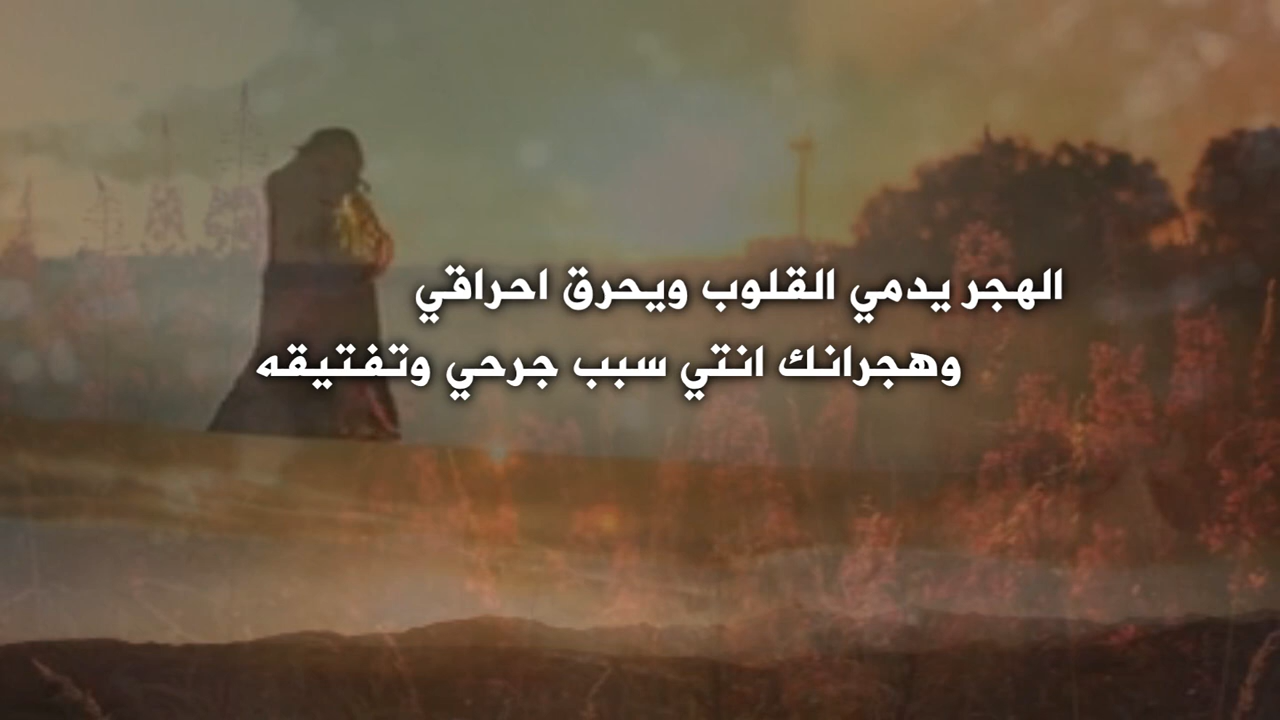 الهجر يدمي القلوب ويحرق احراقي
وهجرانك انتي سبب جرحي وتفتيقه